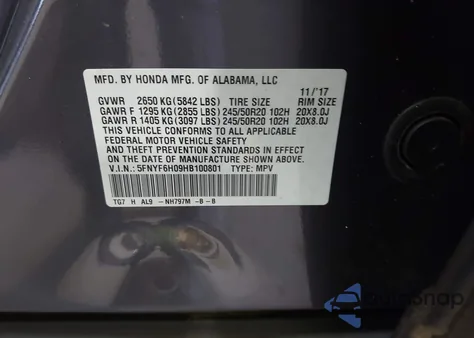 MFD. BY HONDA MFG. OF ALABAMA, LLC
11/'17
GVWR 2650 KG (5842 LBS) TIRE SIZE RIM SIZE
GAWR F 1295 KG (2855 LBS) 245/50R20 102H 20X8.0J
GAWR R 1405 KG (3097 LBS) 245/50R20 102H 20X8.0J
THIS VEHICLE CONFORMS TO ALL APPLICABLE
FEDERAL MOTOR VEHICLE SAFETY
AND THEFT PREVENTION STANDARDS IN EFFECT
ON THE DATE OF MANUFACTURE SHOWN ABOVE.
V.I.N.: 5FNYF6H09HB100801 TYPE: MPV
TG7 H AL9 -NH797M -B -B